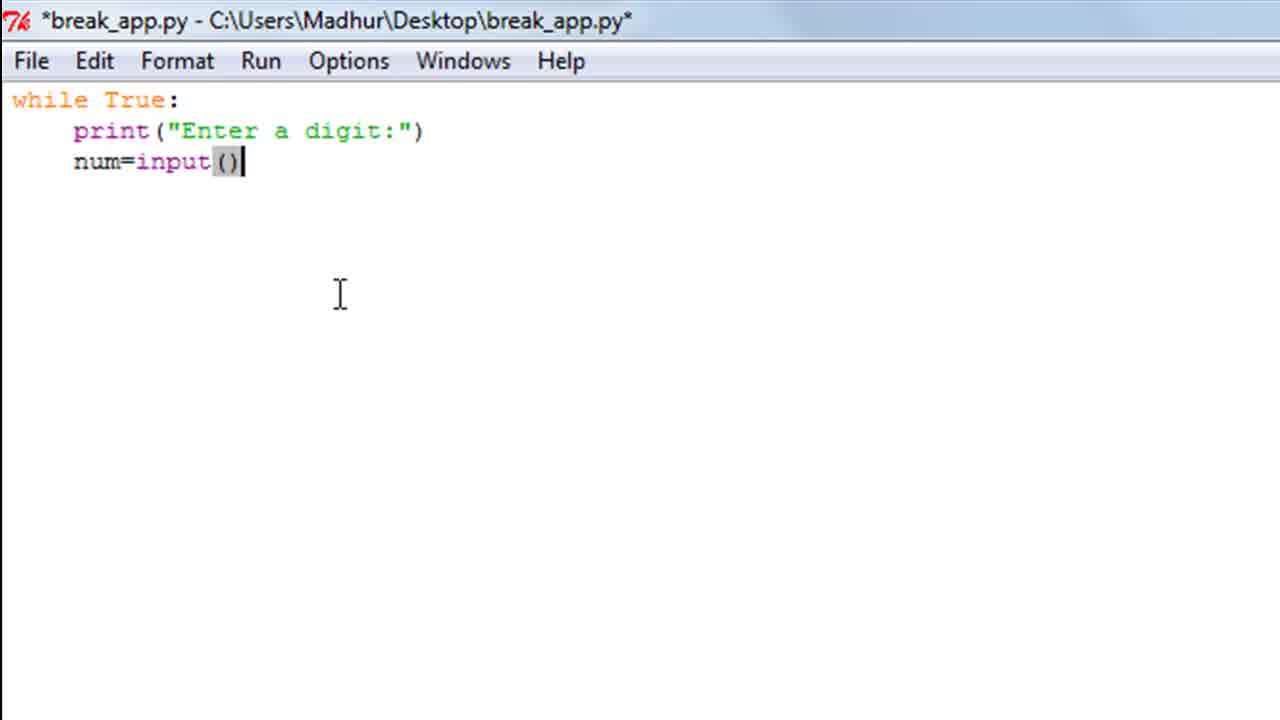 *break_app.py - C:\Users\Madhur\Desktop\break_app.py*
File Edit Format Run Options Windows Help
while True:
    print("Enter a digit:")
    num=input()